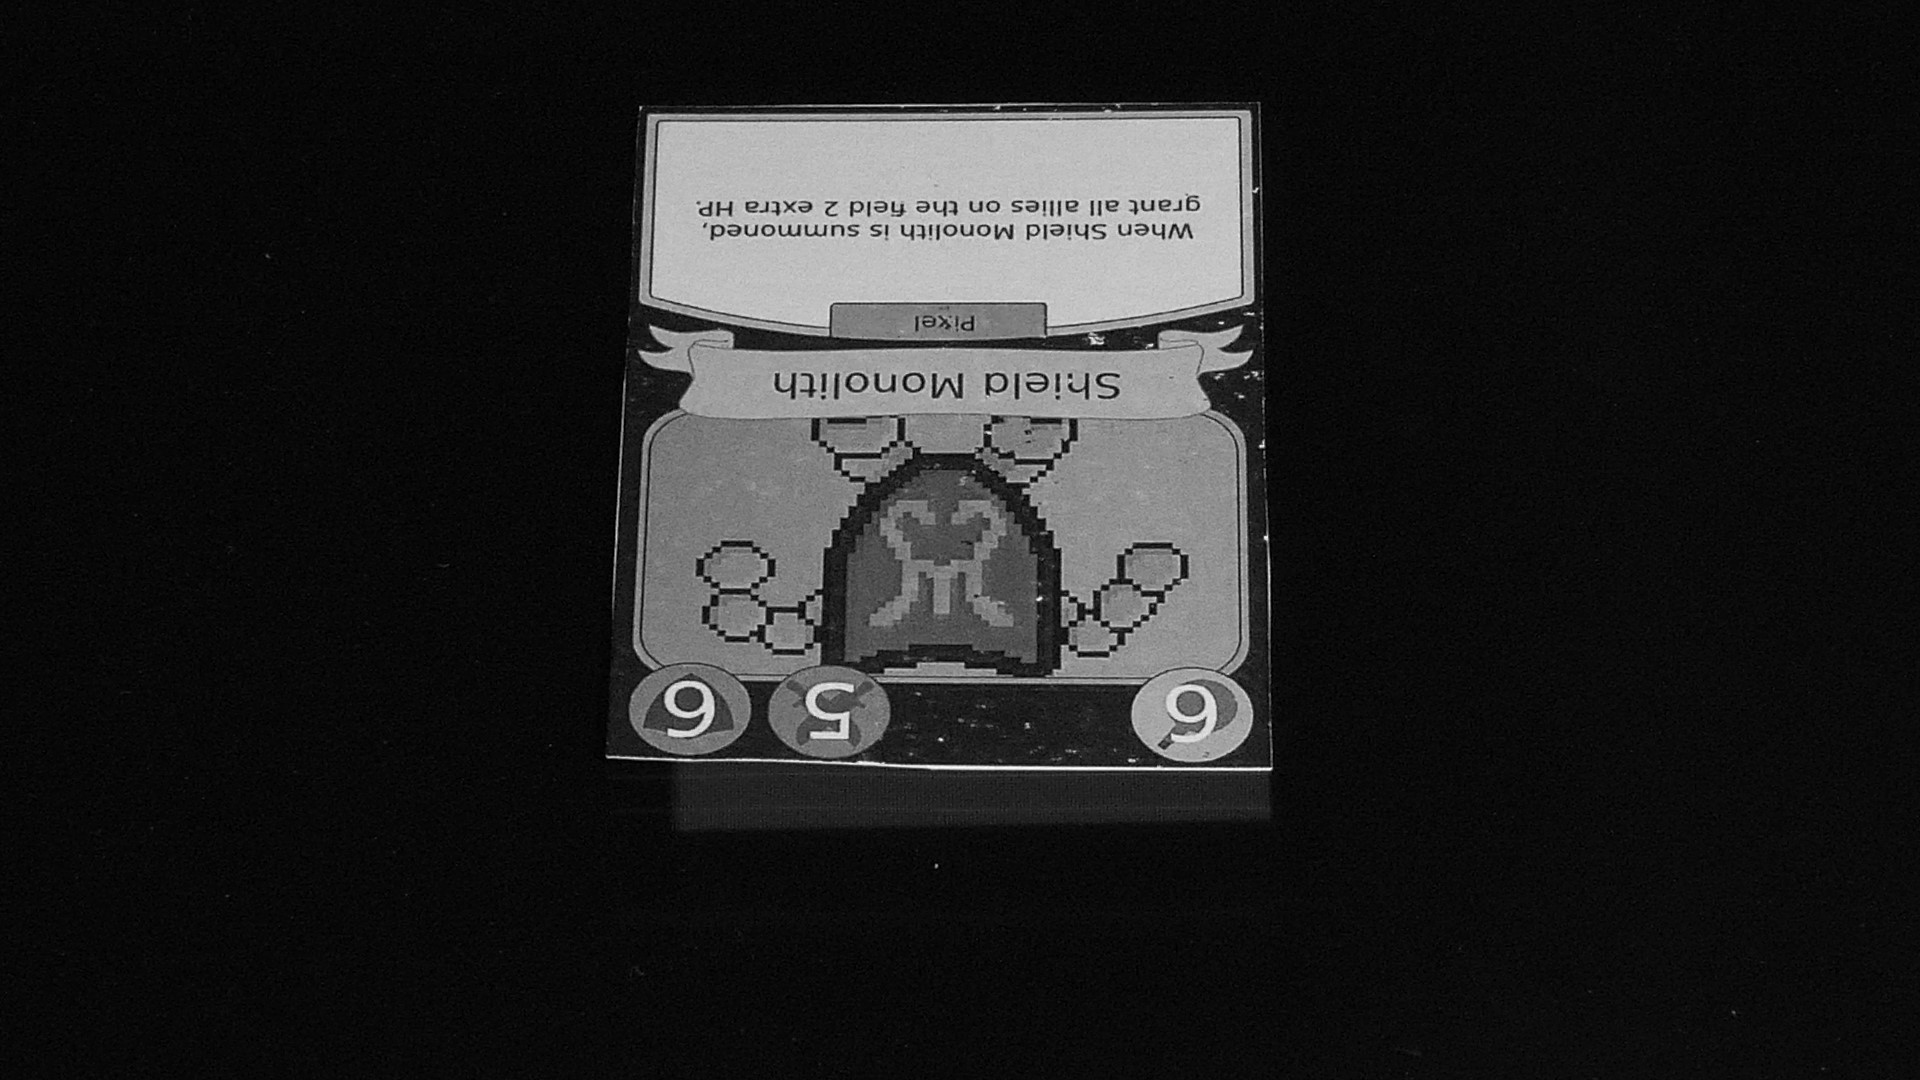 6 5 6
Shield Monolith
Pixel
When Shield Monolith is summoned,
grant all allies on the field 2 extra HP.